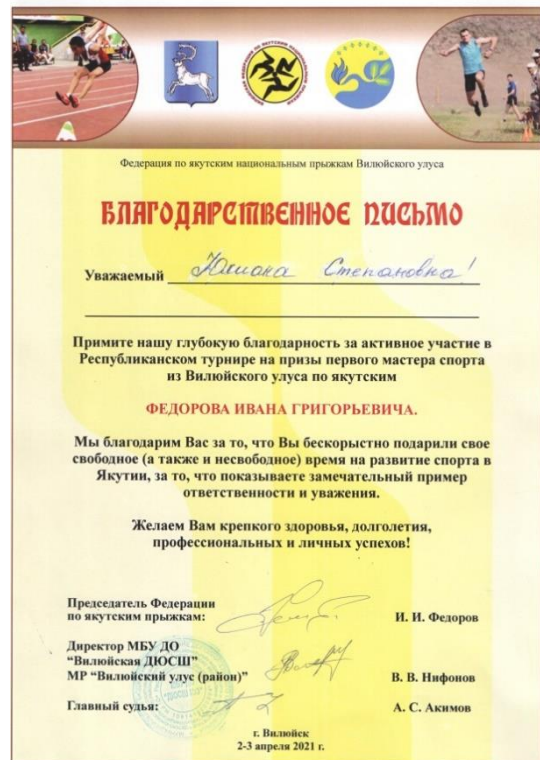 Федерация по якутским национальным прыжкам Вилюйского улуса
БЛАГОДАРСТВЕННОЕ ПИСЬМО
Уважаемый Юлиана Степановна!
Примите нашу глубокую благодарность за активное участие в
Республиканском турнире на призы первого мастера спорта
из Вилюйского улуса по якутским
ФЕДОРОВА ИВАНА ГРИГОРЬЕВИЧА.
Мы благодарим Вас за то, что Вы бескорыстно подарили свое
свободное (а также и несвободное) время на развитие спорта в
Якутии, за то, что показываете замечательный пример
ответственности и уважения.
Желаем Вам крепкого здоровья, долголетия,
профессиональных и личных успехов!
Председатель Федерации
по якутским прыжкам: И. И. Федоров
Директор МБУ ДО
“Вилюйская ДЮСШ”
МР “Вилюйский улус (район)” В. В. Нифонов
Главный судья: А. С. Акимов
г. Вилюйск
2-3 апреля 2021 г.